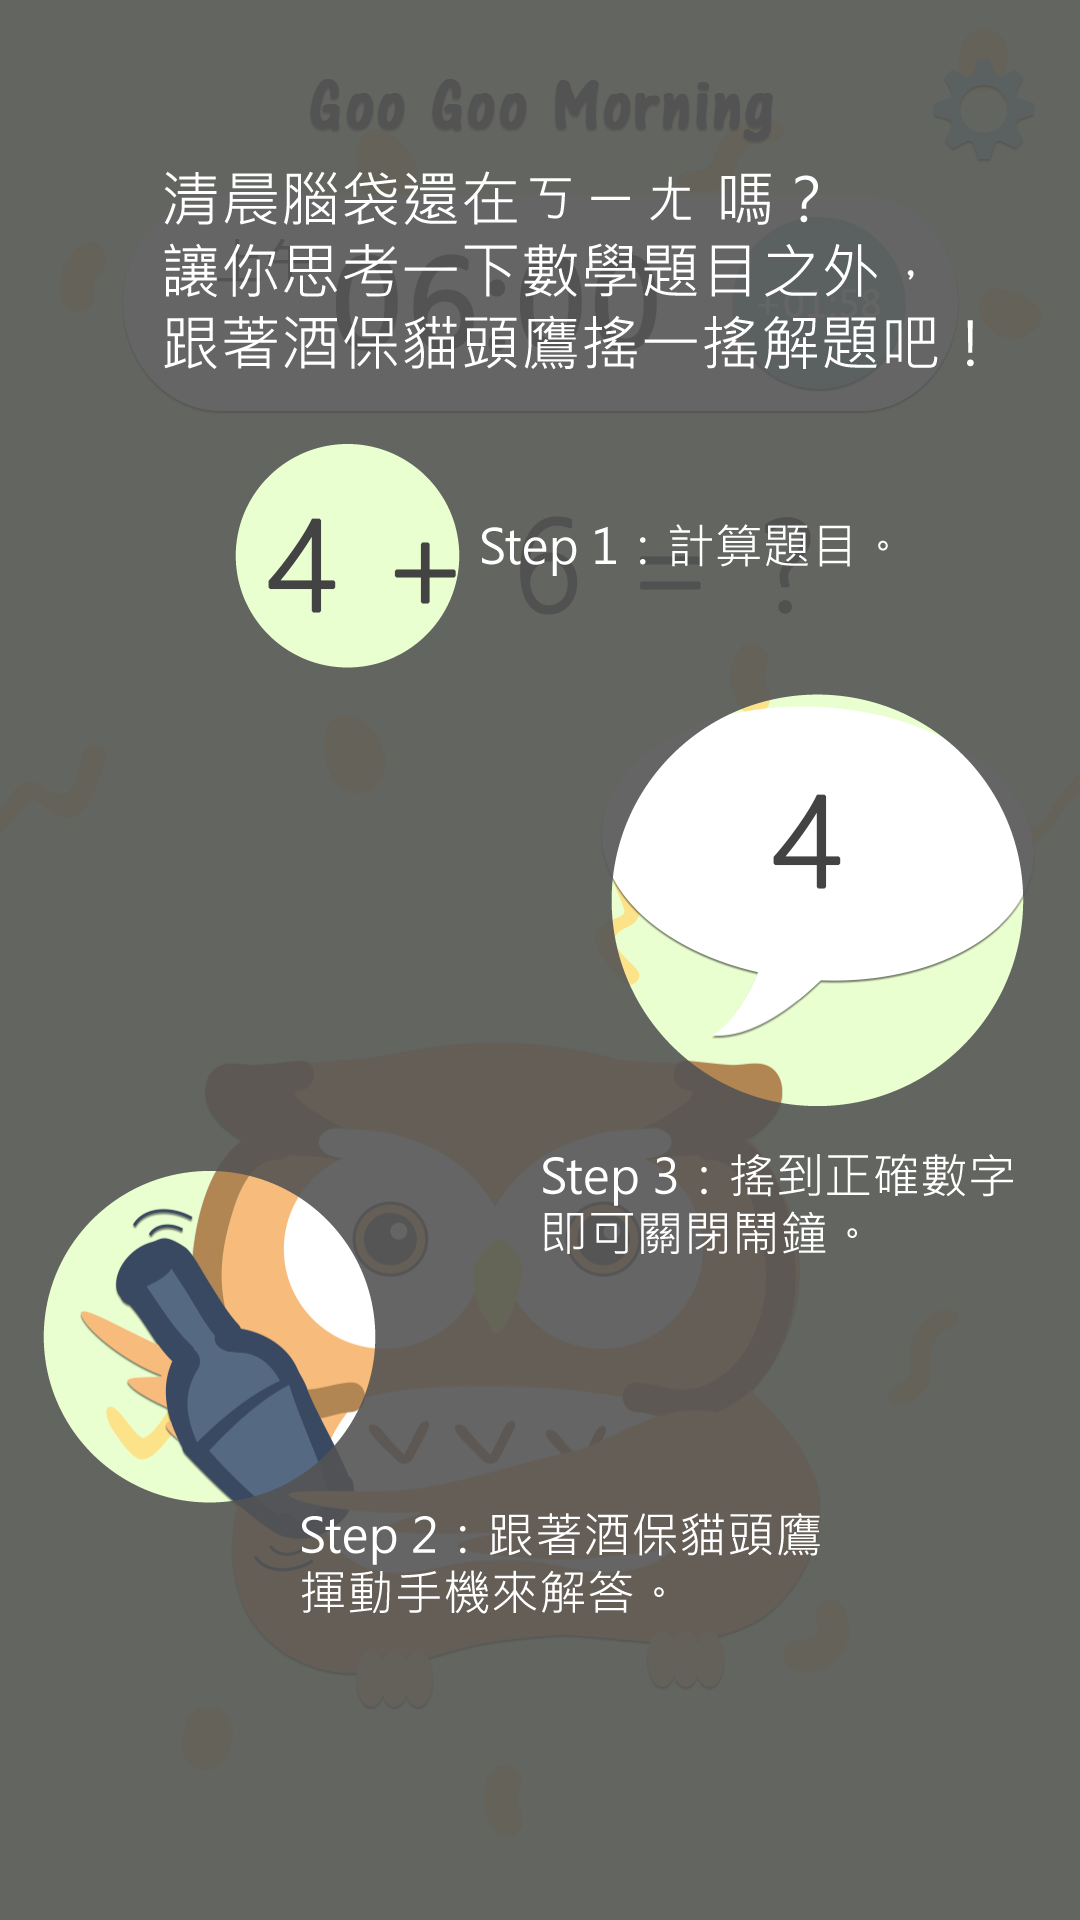 Goo Goo Morning
清晨腦袋還在ㄎㄧㄤ 嗎？
讓你思考一下數學題目之外，
跟著酒保貓頭鷹搖一搖解題吧！
06:00
4 + 6 = ?
Step 1：計算題目。
4
Step 3：搖到正確數字
即可關閉鬧鐘。
Step 2：跟著酒保貓頭鷹
揮動手機來解答。